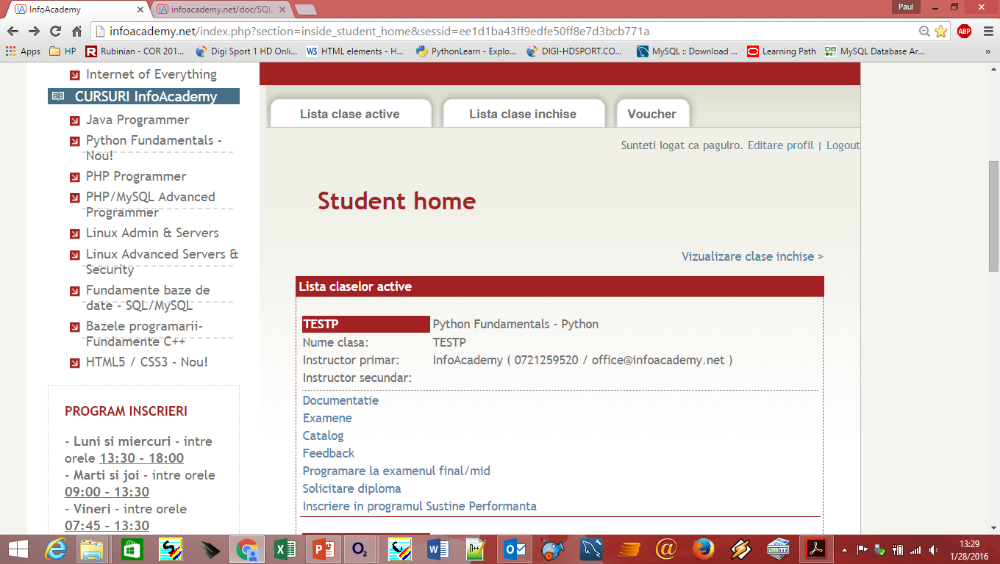 InfoAcademy
infoacademy.net/doc/SQL
Paul
infoacademy.net/index.php?section=inside_student_home&sessid=ee1d1ba43ff9edfe50ff8e7d3bcb771a
ABP
Apps
HP
Rubinian - COR 201...
Digi Sport 1 HD Onli...
HTML elements - H...
PythonLearn - Explo...
DIGI-HDSPORT.CO...
MySQL :: Download ...
Learning Path
MySQL Database Ar...
»
Internet of Everything
CURSURI InfoAcademy
Java Programmer
Python Fundamentals -
Nou!
PHP Programmer
PHP/MySQL Advanced
Programmer
Linux Admin & Servers
Linux Advanced Servers &
Security
Fundamente baze de
date - SQL/MySQL
Bazele programarii-
Fundamente C++
HTML5 / CSS3 - Nou!
PROGRAM INSCRIERI
- Luni si miercuri - intre
orele 13:30 - 18:00
- Marti si joi - intre orele
09:00 - 13:30
- Vineri - intre orele
07:45 - 13:30
Lista clase active
Lista clase inchise
Voucher
Sunteti logat ca pagulro. Editare profil | Logout
Student home
Vizualizare clase inchise >
Lista claselor active
TESTP Python Fundamentals - Python
Nume clasa: TESTP
Instructor primar: InfoAcademy ( 0721259520 / office@infoacademy.net )
Instructor secundar:
Documentatie
Examene
Catalog
Feedback
Programare la examenul final/mid
Solicitare diploma
Inscriere in programul Sustine Performanta
13:29
1/28/2016